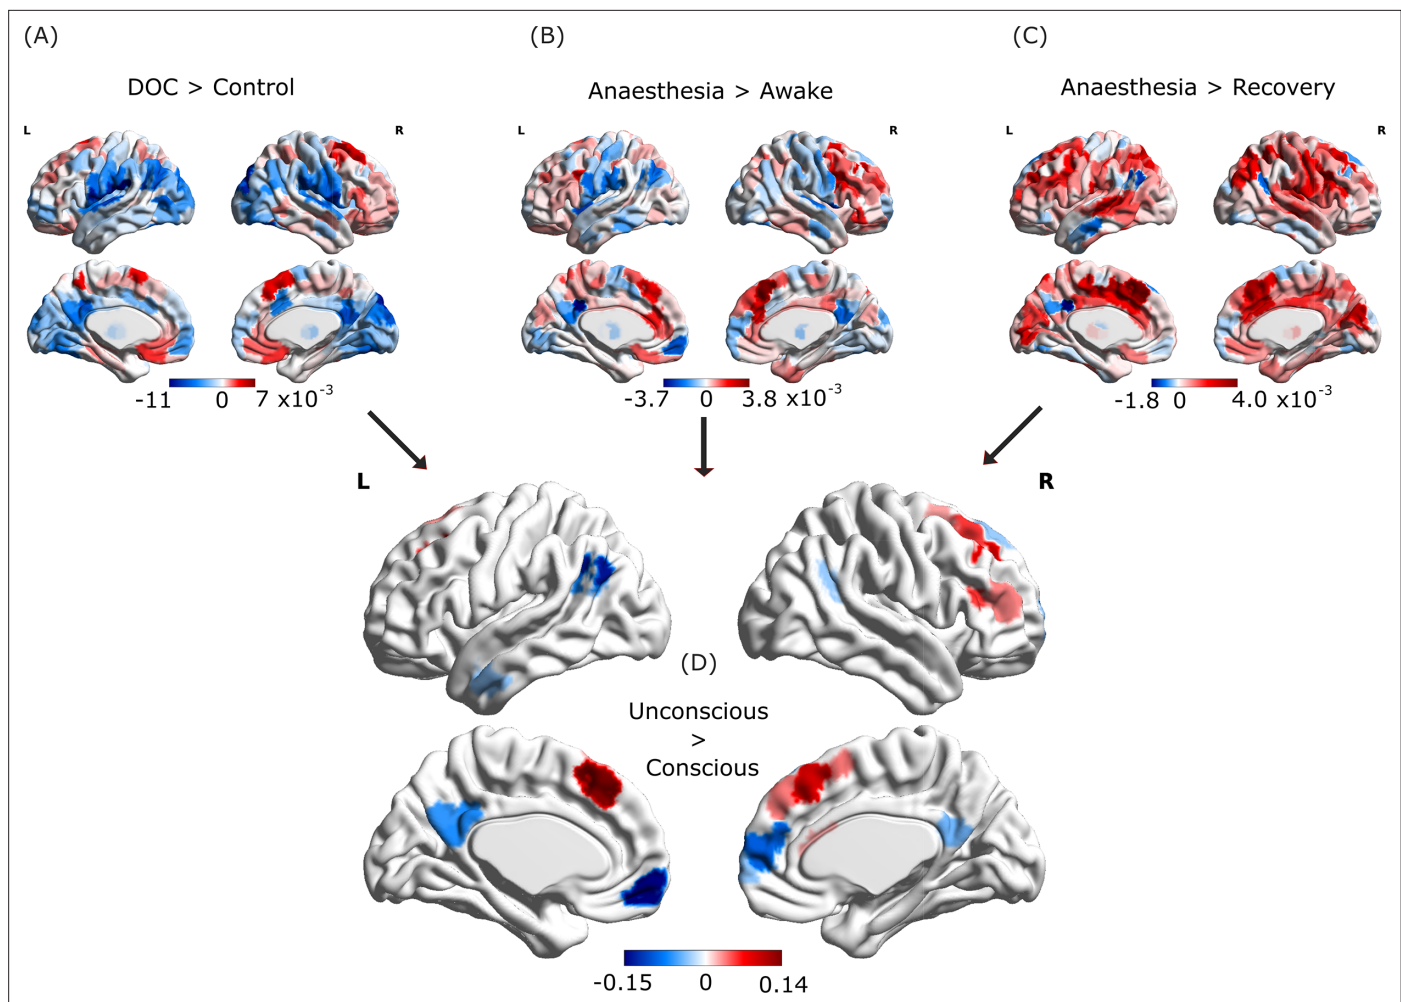 (A)
(B)
(C)
DOC > Control
Anaesthesia > Awake
Anaesthesia > Recovery
L
R
L
R
L
R
-11 0 7 x10-3
-3.7 0 3.8 x10-3
-1.8 0 4.0 x10-3
L
R
(D)
Unconscious
>
Conscious
-0.15 0 0.14